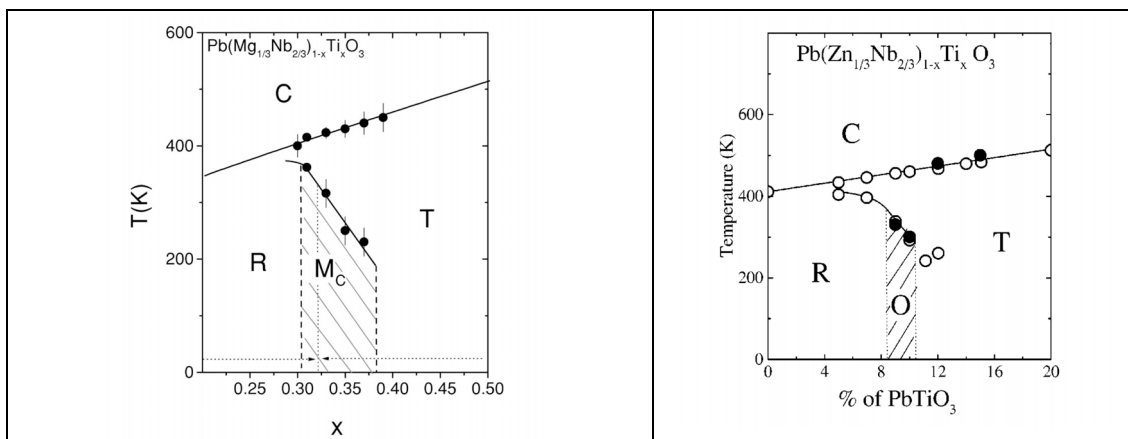 600
Pb(Mg1/3Nb2/3)1-xTixO3
C
400
T(K)
T
R
MC
200
0
0.25 0.30 0.35 0.40 0.45 0.50
x
Pb(Zn1/3Nb2/3)1-xTix O3
600
C
Temperature (K)
400
T
R
200
O
0
0 4 8 12 16 20
% of PbTiO3